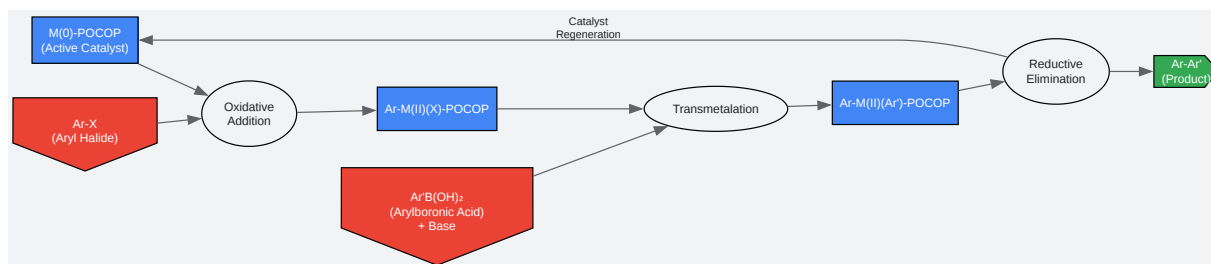 Catalyst
Regeneration
M(0)-POCOP
(Active Catalyst)
Ar-X
(Aryl Halide)
Oxidative
Addition
Ar-M(II)(X)-POCOP
Ar'B(OH)₂
(Arylboronic Acid)
+ Base
Transmetalation
Ar-M(II)(Ar')-POCOP
Reductive
Elimination
Ar-Ar'
(Product)